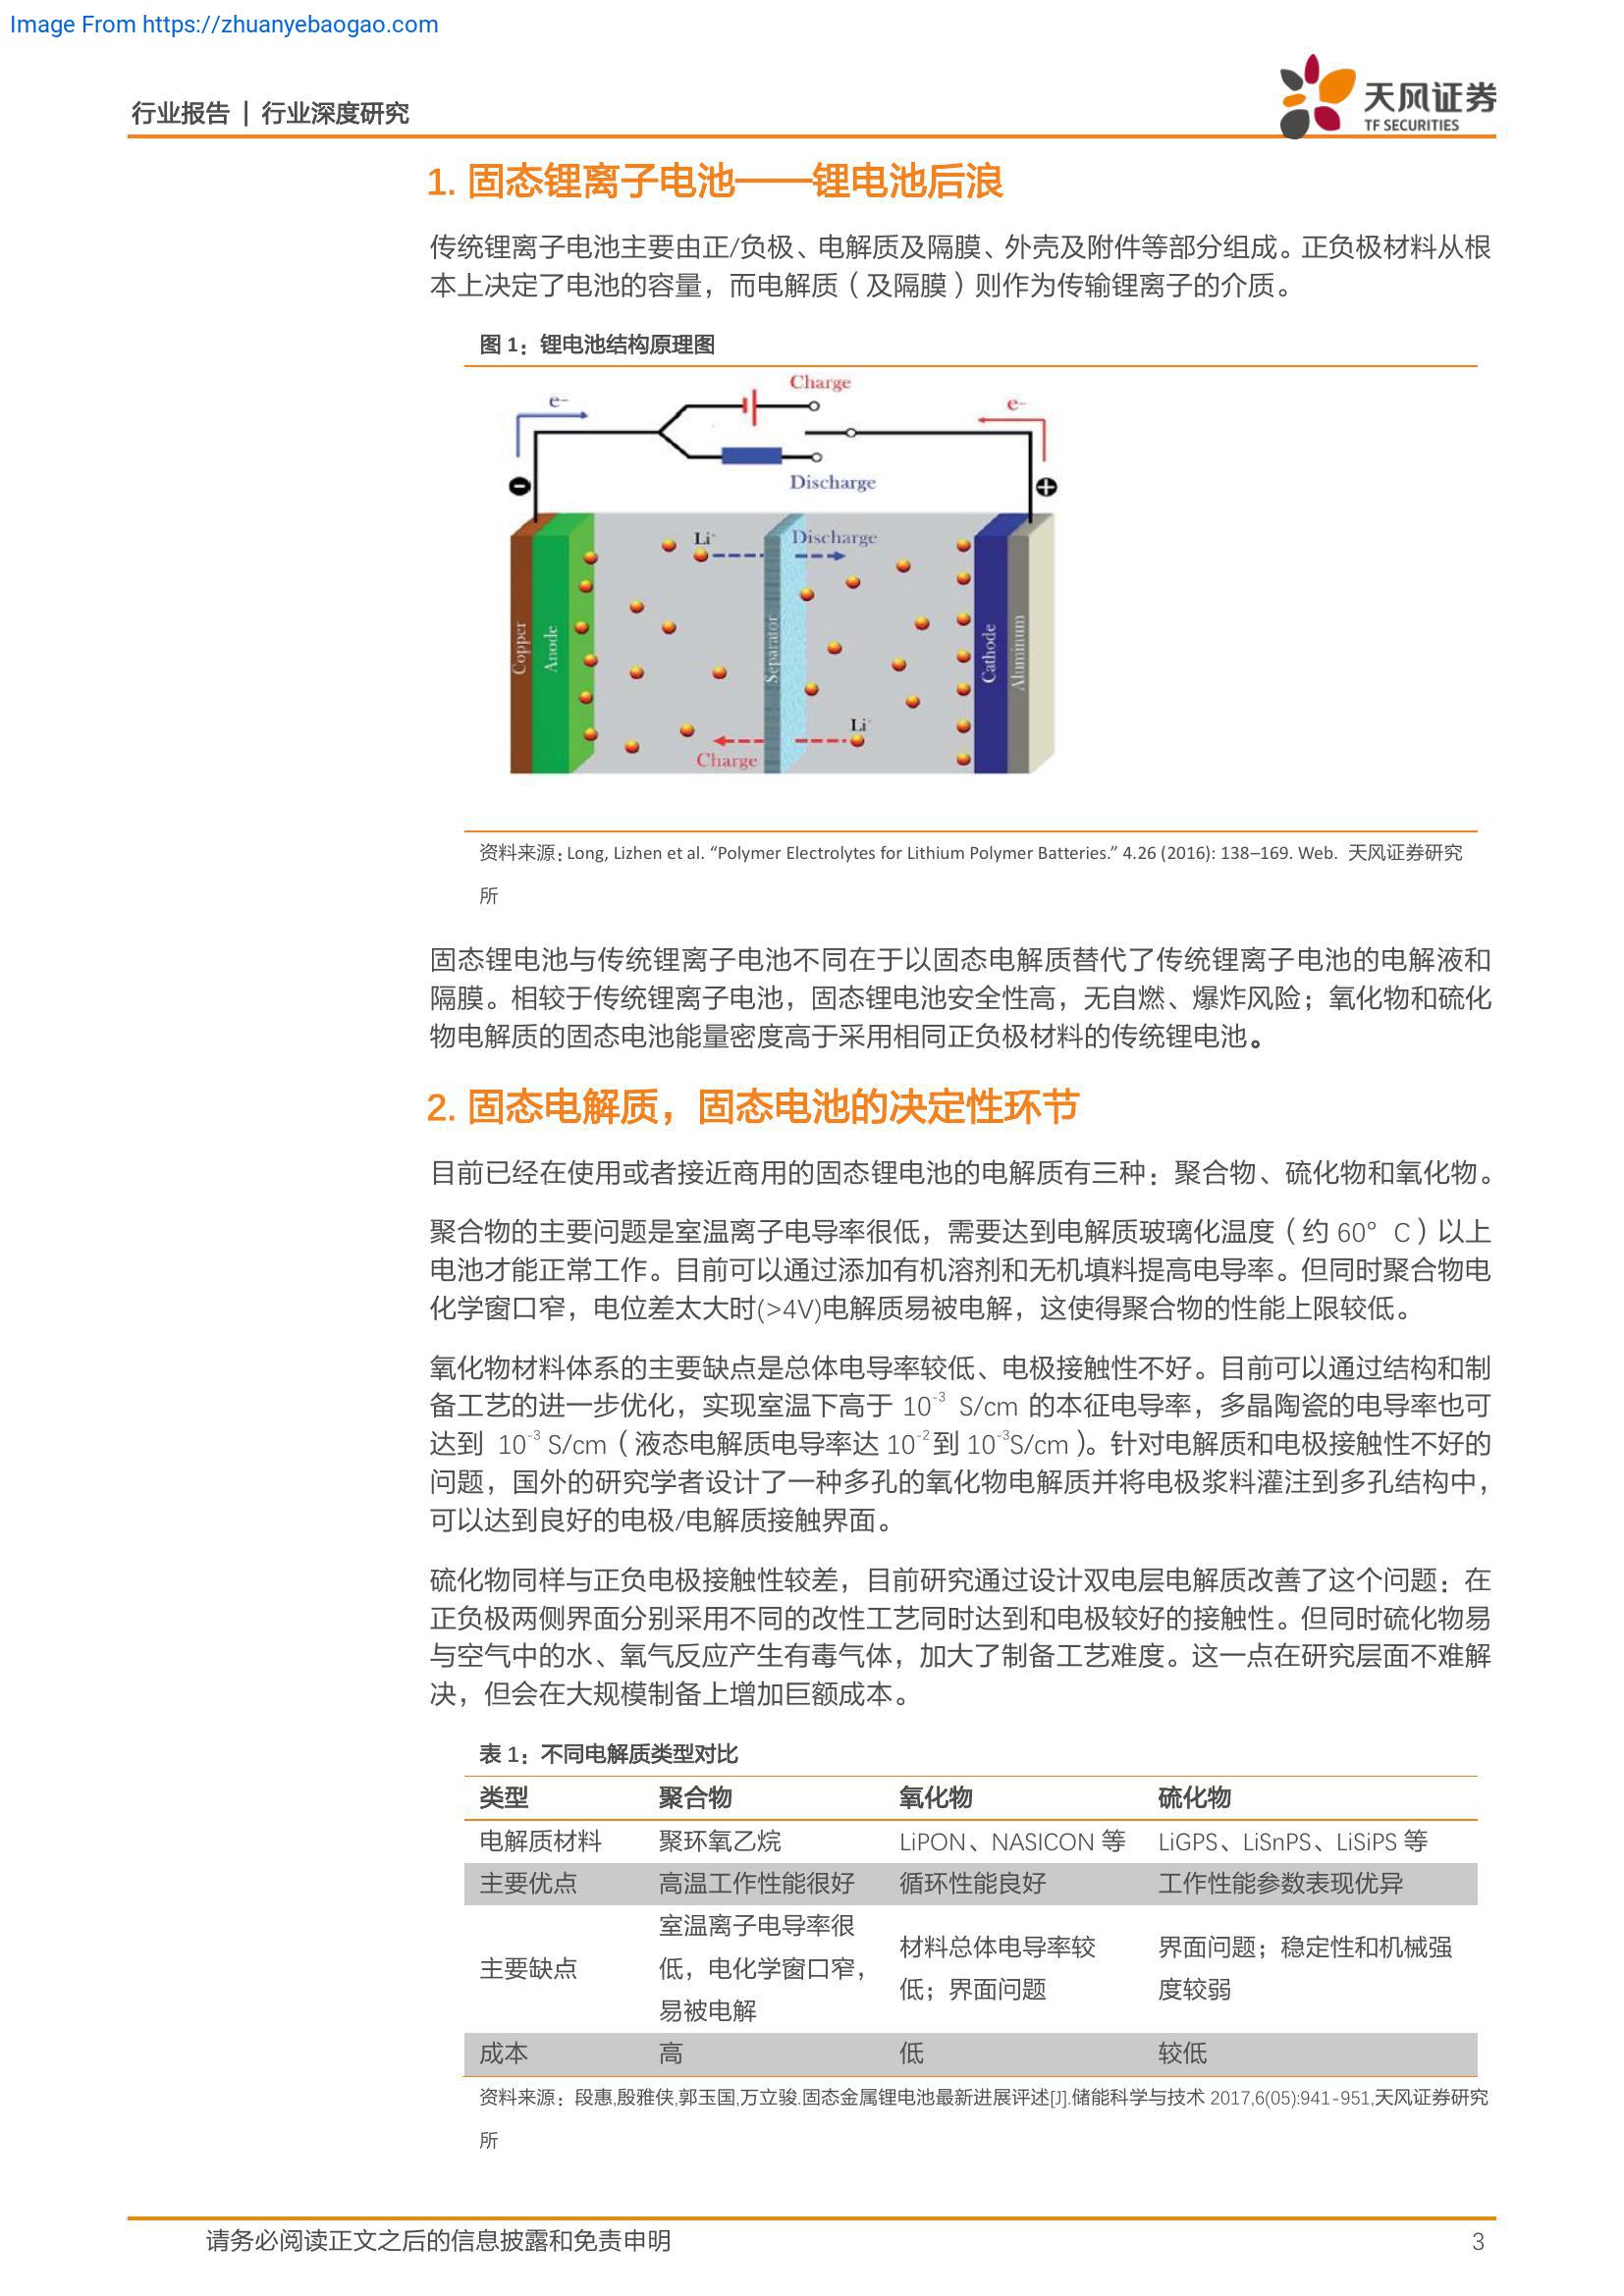 Image From https://zhuanyebaogao.com
行业报告 | 行业深度研究
天风证券
TF SECURITIES
1. 固态锂离子电池——锂电池后浪
传统锂离子电池主要由正/负极、电解质及隔膜、外壳及附件等部分组成。正负极材料从根
本上决定了电池的容量，而电解质（及隔膜）则作为传输锂离子的介质。
图 1：锂电池结构原理图
Charge
e-
e-
Discharge
Li+
Discharge
Copper
Anode
Separator
Cathode
Aluminum
Li+
Charge
资料来源：Long, Lizhen et al. “Polymer Electrolytes for Lithium Polymer Batteries.” 4.26 (2016): 138–169. Web. 天风证券研究
所
固态锂电池与传统锂离子电池不同在于以固态电解质替代了传统锂离子电池的电解液和
隔膜。相较于传统锂离子电池，固态锂电池安全性高，无自燃、爆炸风险；氧化物和硫化
物电解质的固态电池能量密度高于采用相同正负极材料的传统锂电池。
2. 固态电解质，固态电池的决定性环节
目前已经在使用或者接近商用的固态锂电池的电解质有三种：聚合物、硫化物和氧化物。
聚合物的主要问题是室温离子电导率很低，需要达到电解质玻璃化温度（约 60° C）以上
电池才能正常工作。目前可以通过添加有机溶剂和无机填料提高电导率。但同时聚合物电
化学窗口窄，电位差太大时(>4V)电解质易被电解，这使得聚合物的性能上限较低。
氧化物材料体系的主要缺点是总体电导率较低、电极接触性不好。目前可以通过结构和制
备工艺的进一步优化，实现室温下高于 10⁻³ S/cm 的本征电导率，多晶陶瓷的电导率也可
达到 10⁻³ S/cm（液态电解质电导率达 10⁻²到 10⁻³S/cm）。针对电解质和电极接触性不好的
问题，国外的研究学者设计了一种多孔的氧化物电解质并将电极浆料灌注到多孔结构中，
可以达到良好的电极/电解质接触界面。
硫化物同样与正负电极接触性较差，目前研究通过设计双电层电解质改善了这个问题：在
正负极两侧界面分别采用不同的改性工艺同时达到和电极较好的接触性。但同时硫化物易
与空气中的水、氧气反应产生有毒气体，加大了制备工艺难度。这一点在研究层面不难解
决，但会在大规模制备上增加巨额成本。
表 1：不同电解质类型对比
类型 聚合物 氧化物 硫化物
电解质材料 聚环氧乙烷 LiPON、NASICON 等 LiGPS、LiSnPS、LiSiPS 等
主要优点 高温工作性能很好 循环性能良好 工作性能参数表现优异
主要缺点
室温离子电导率很
低，电化学窗口窄，
易被电解
材料总体电导率较
低；界面问题
界面问题；稳定性和机械强
度较弱
成本 高 低 较低
资料来源：段惠,殷雅侠,郭玉国,万立骏.固态金属锂电池最新进展评述[J].储能科学与技术 2017,6(05):941-951,天风证券研究
所
请务必阅读正文之后的信息披露和免责申明 3